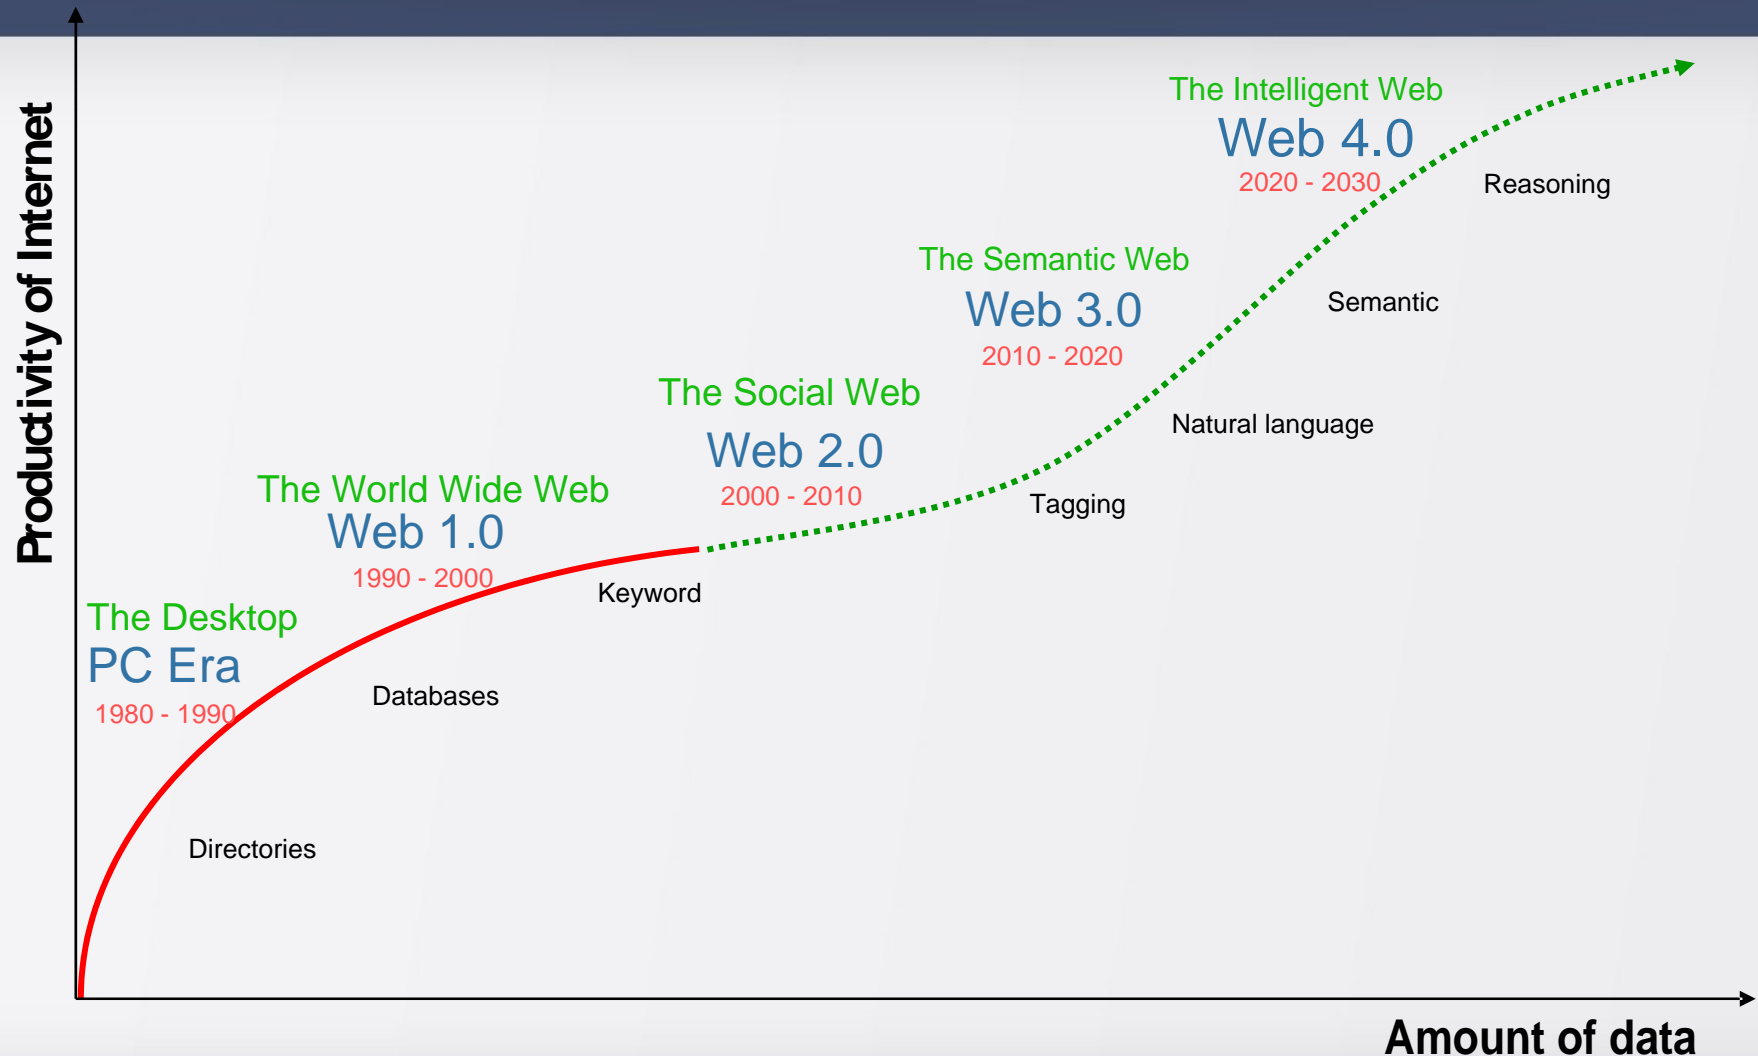 Productivity of Internet
The Intelligent Web
Web 4.0
2020 - 2030
Reasoning
The Semantic Web
Web 3.0
2010 - 2020
Semantic
The Social Web
Web 2.0
2000 - 2010
Natural language
Tagging
The World Wide Web
Web 1.0
1990 - 2000
Keyword
The Desktop
PC Era
1980 - 1990
Databases
Directories
Amount of data